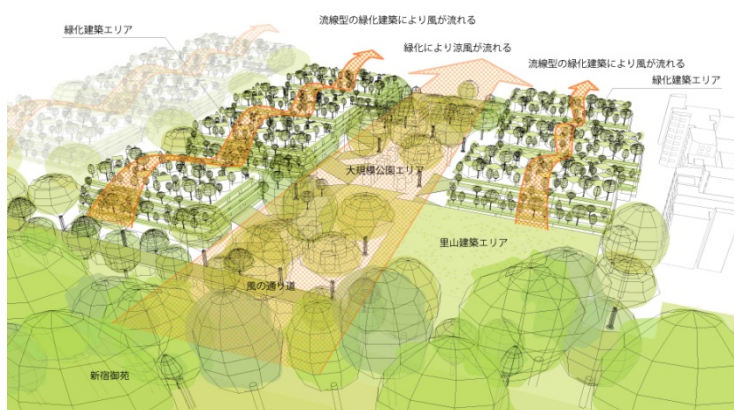 流線型の緑化建築により風が流れる
緑化建築エリア
緑化により涼風が流れる
流線型の緑化建築により風が流れる
緑化建築エリア
大規模公園エリア
里山建築エリア
風の通り道
新宿御苑